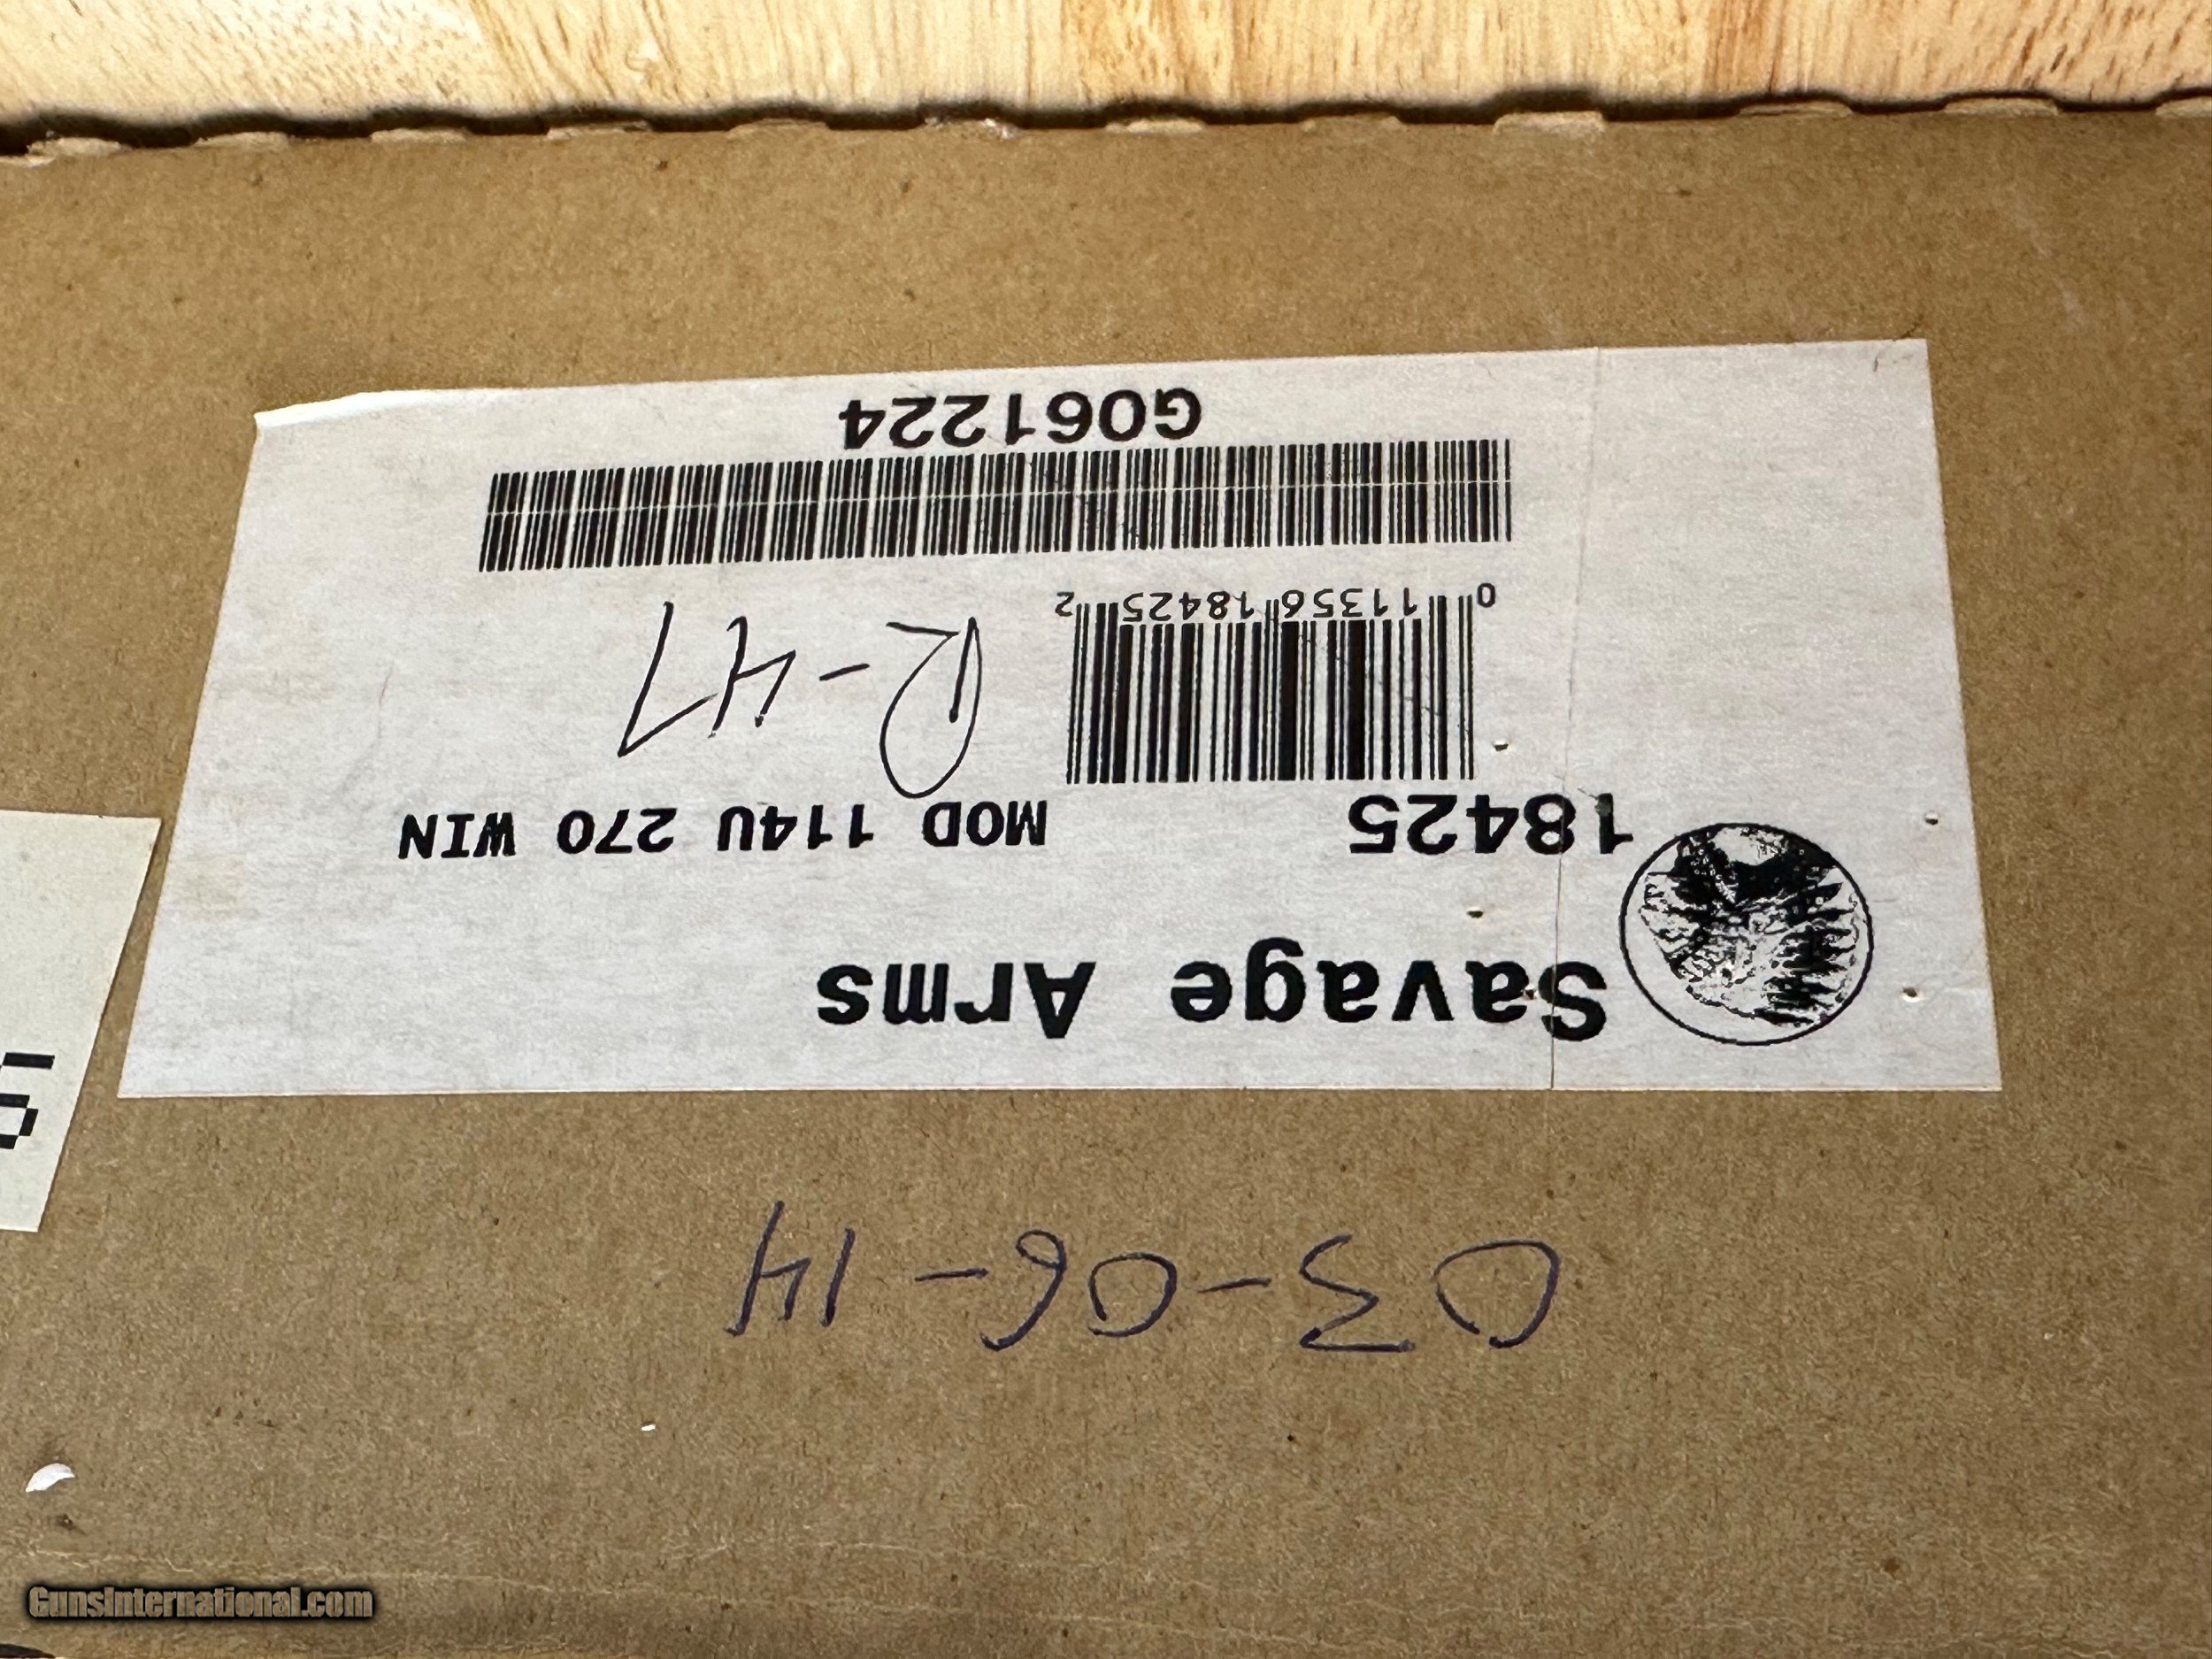 03-06-14
Savage Arms
18425 MOD 114U 270 WIN
R-47
0 11356 18425 2
G061224
GunsInternational.com